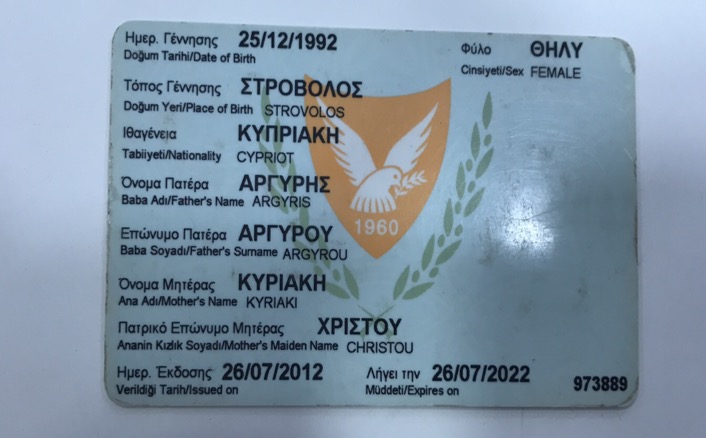 Ημερ. Γέννησης 25/12/1992 Φύλο ΘΗΛΥ
Doğum Tarihi/Date of Birth Cinsiyeti/Sex FEMALE
Τόπος Γέννησης ΣΤΡΟΒΟΛΟΣ
Doğum Yeri/Place of Birth STROVOLOS
Ιθαγένεια ΚΥΠΡΙΑΚΗ
Tabiiyeti/Nationality CYPRIOT
Όνομα Πατέρα ΑΡΓΥΡΗΣ
Baba Adı/Father's Name ARGYRIS
1960
Επώνυμο Πατέρα ΑΡΓΥΡΟΥ
Baba Soyadı/Father's Surname ARGYROU
Όνομα Μητέρας ΚΥΡΙΑΚΗ
Ana Adı/Mother's Name KYRIAKI
Πατρικό Επώνυμο Μητέρας ΧΡΙΣΤΟΥ
Ananin Kızlık Soyadı/Mother's Maiden Name CHRISTOU
Ημερ. Έκδοσης 26/07/2012 Λήγει την 26/07/2022
Verildiği Tarih/Issued on Müddeti/Expires on 973889